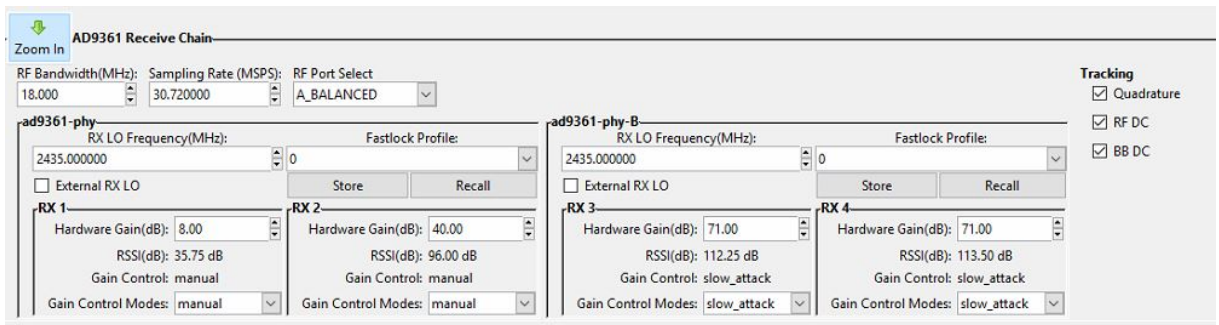 Zoom In
AD9361 Receive Chain
RF Bandwidth(MHz): Sampling Rate (MSPS): RF Port Select
18.000 30.720000 A_BALANCED
Tracking
Quadrature
RF DC
BB DC
ad9361-phy
RX LO Frequency(MHz): Fastlock Profile:
2435.000000 0
External RX LO Store Recall
RX 1
Hardware Gain(dB): 8.00
RSSI(dB): 35.75 dB
Gain Control: manual
Gain Control Modes: manual
RX 2
Hardware Gain(dB): 40.00
RSSI(dB): 96.00 dB
Gain Control: manual
Gain Control Modes: manual
ad9361-phy-B
RX LO Frequency(MHz): Fastlock Profile:
2435.000000 0
External RX LO Store Recall
RX 3
Hardware Gain(dB): 71.00
RSSI(dB): 112.25 dB
Gain Control: slow_attack
Gain Control Modes: slow_attack
RX 4
Hardware Gain(dB): 71.00
RSSI(dB): 113.50 dB
Gain Control: slow_attack
Gain Control Modes: slow_attack